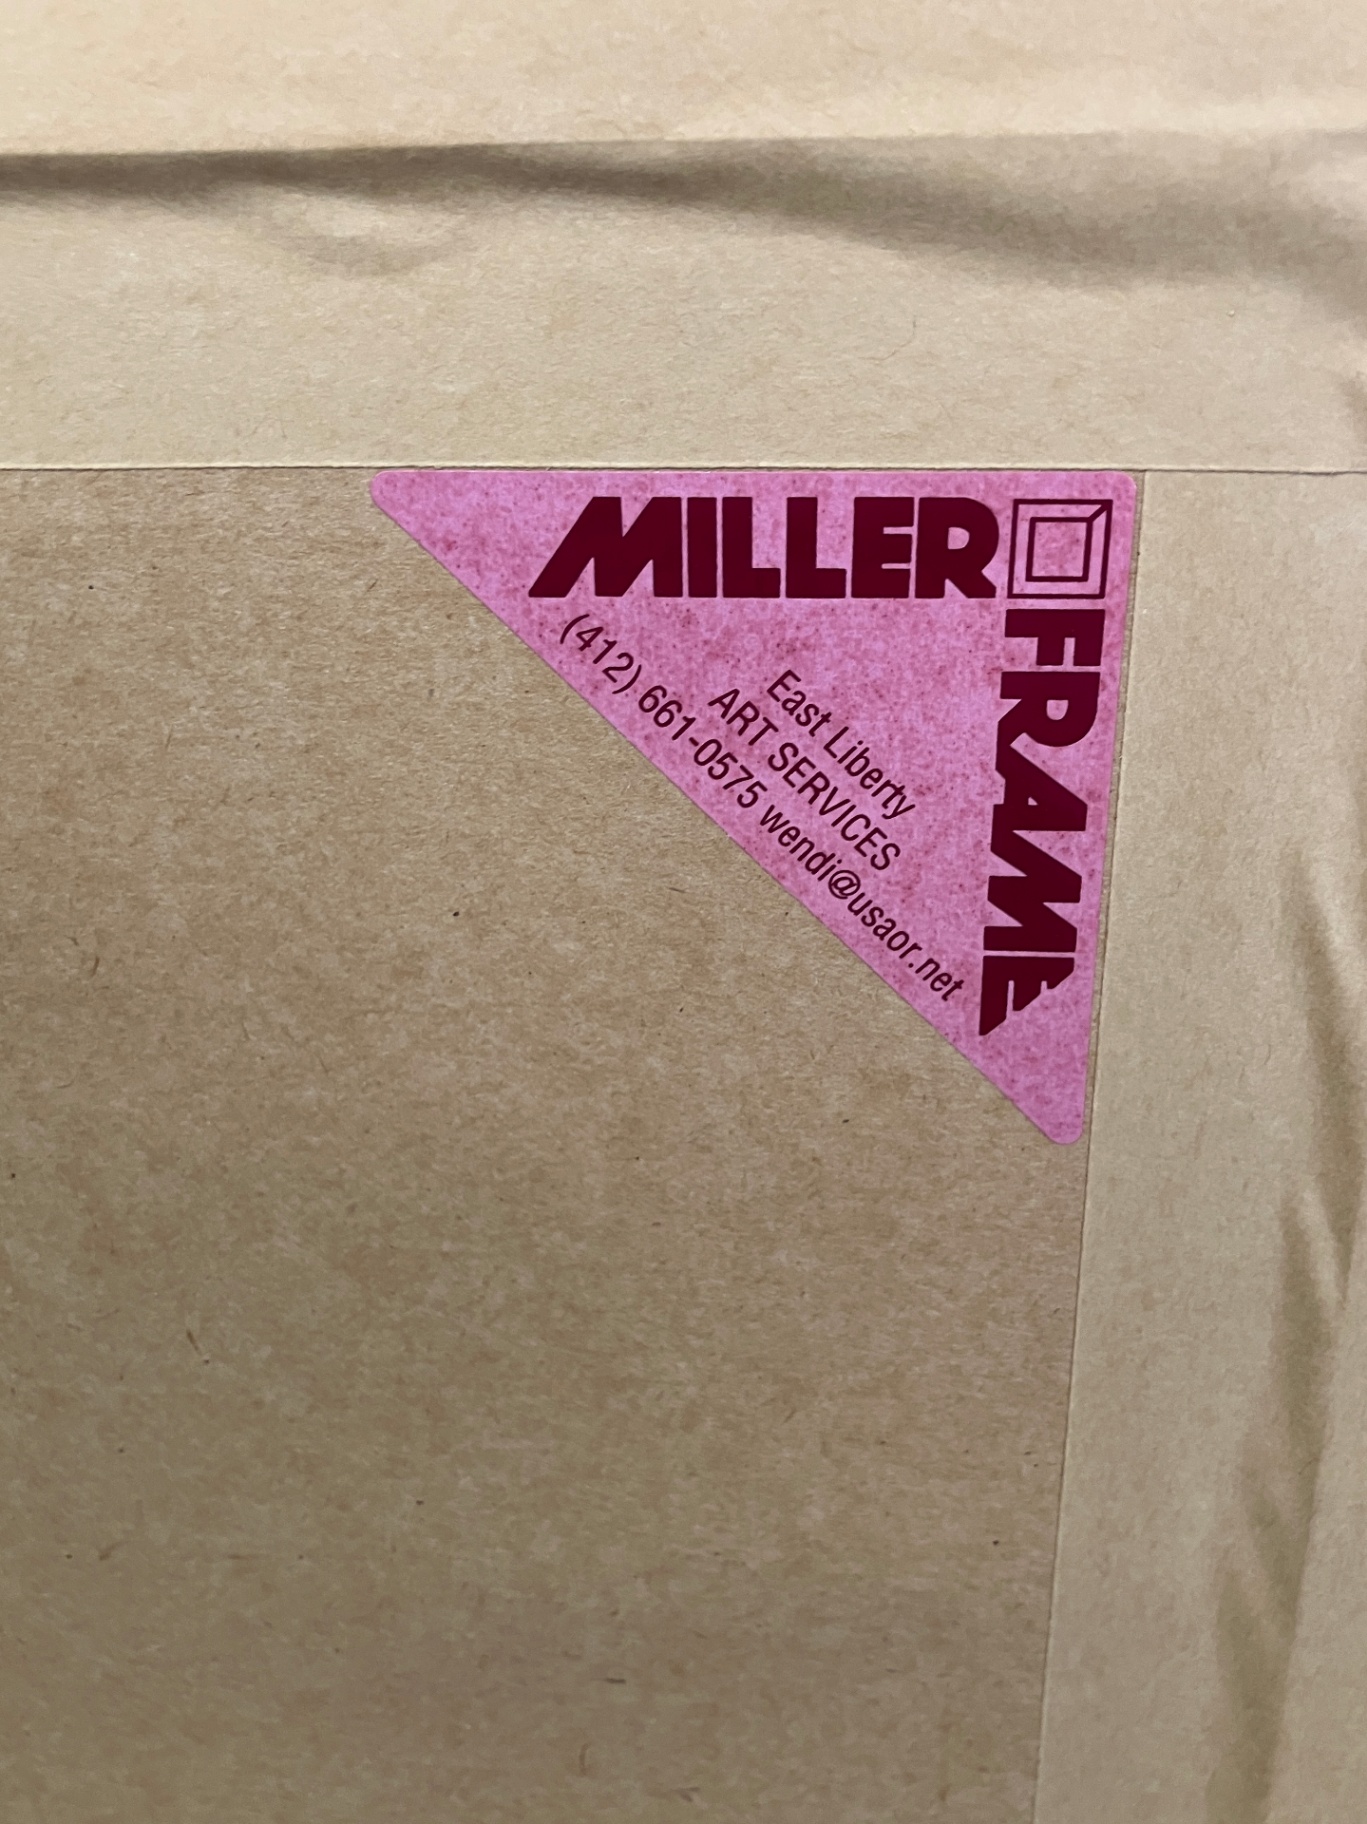 MILLER
FRAME
East Liberty
ART SERVICES
(412) 661-0575 wendi@usaor.net